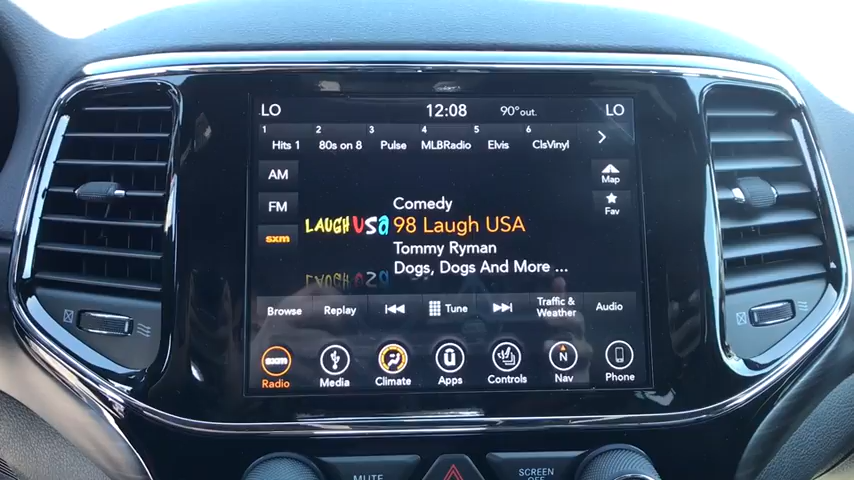 LO 12:08 90°out. LO
1 2 3 4 5 6
Hits 1 80s on 8 Pulse MLBRadio Elvis ClsVinyl
AM
Map
FM
Fav
sxm
Comedy
LAUGH USA
98 Laugh USA
Tommy Ryman
Dogs, Dogs And More ...
Browse Replay Tune Traffic & Weather Audio
sxm N
Radio Media Climate Apps Controls Nav Phone
MUTE SCREEN
OFF